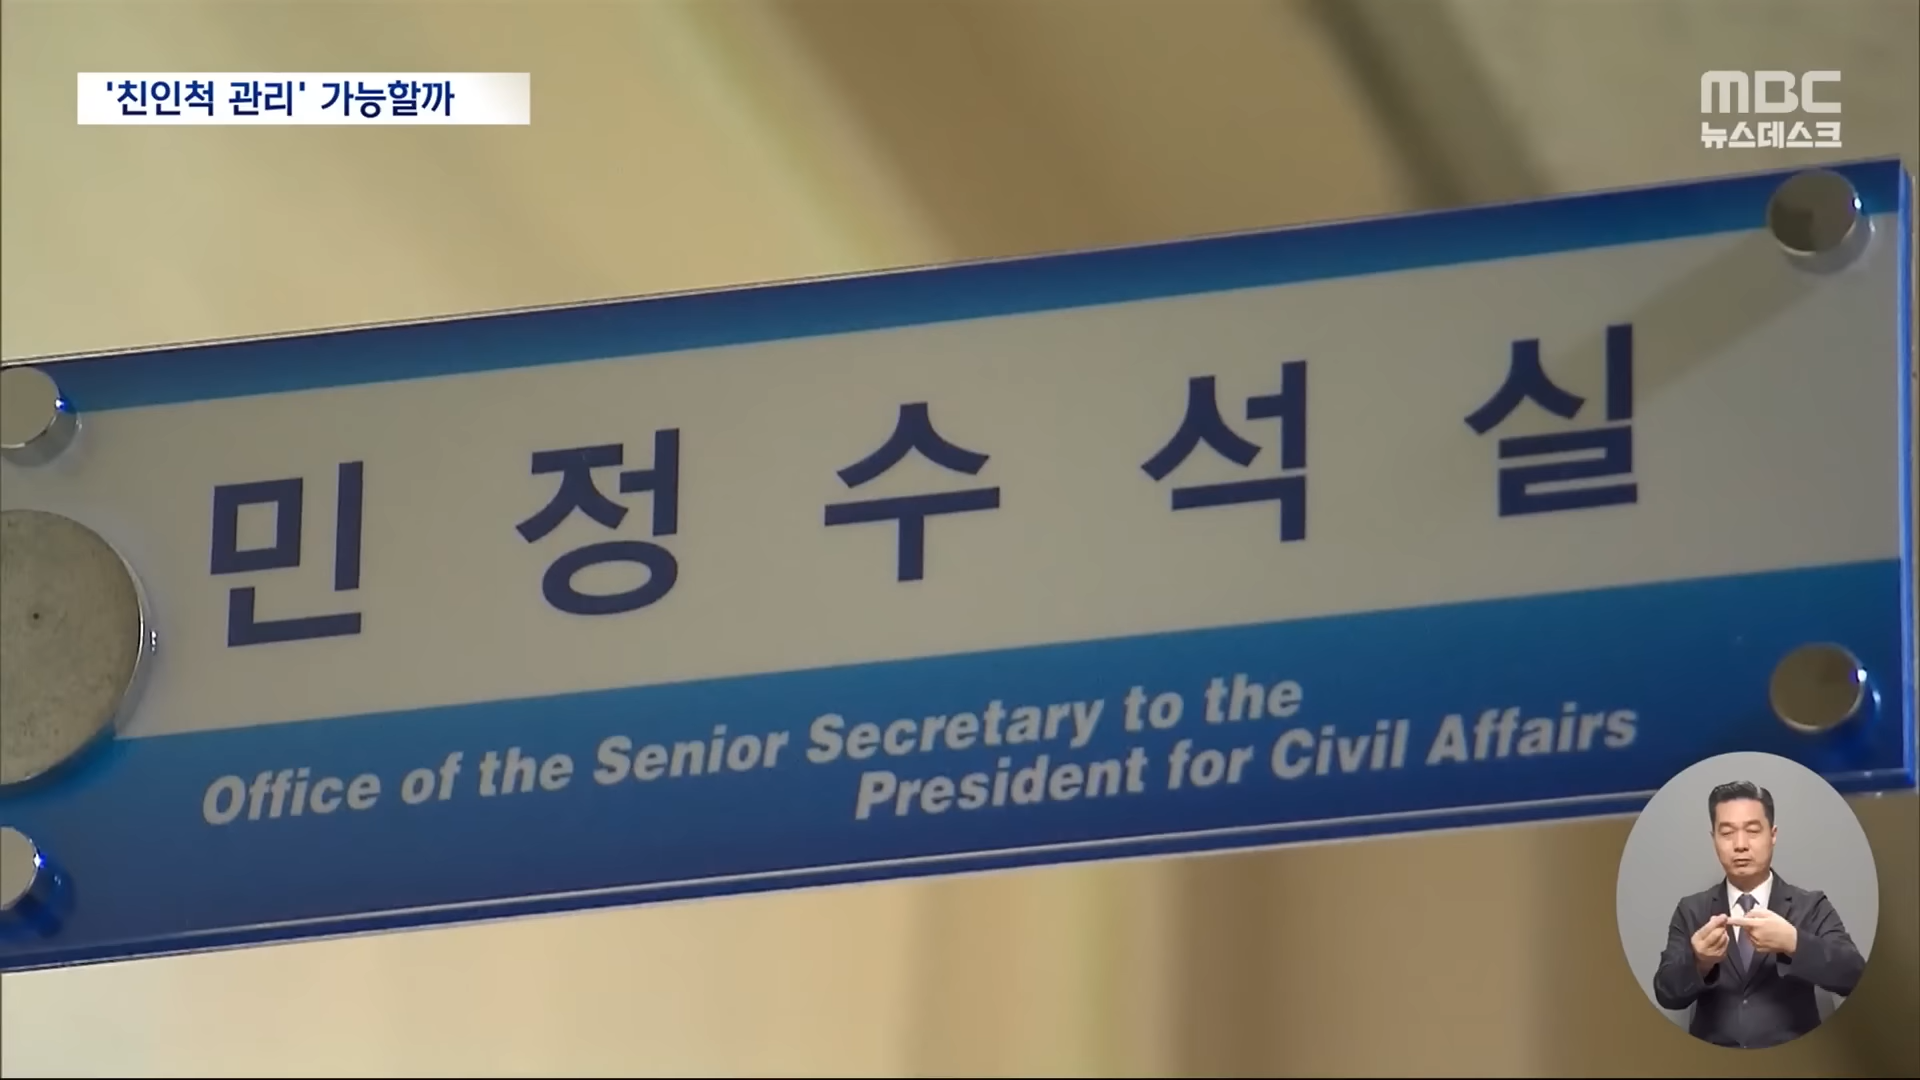 '친인척 관리' 가능할까
MBC
뉴스데스크
민정수석실
Office of the Senior Secretary to the
President for Civil Affairs